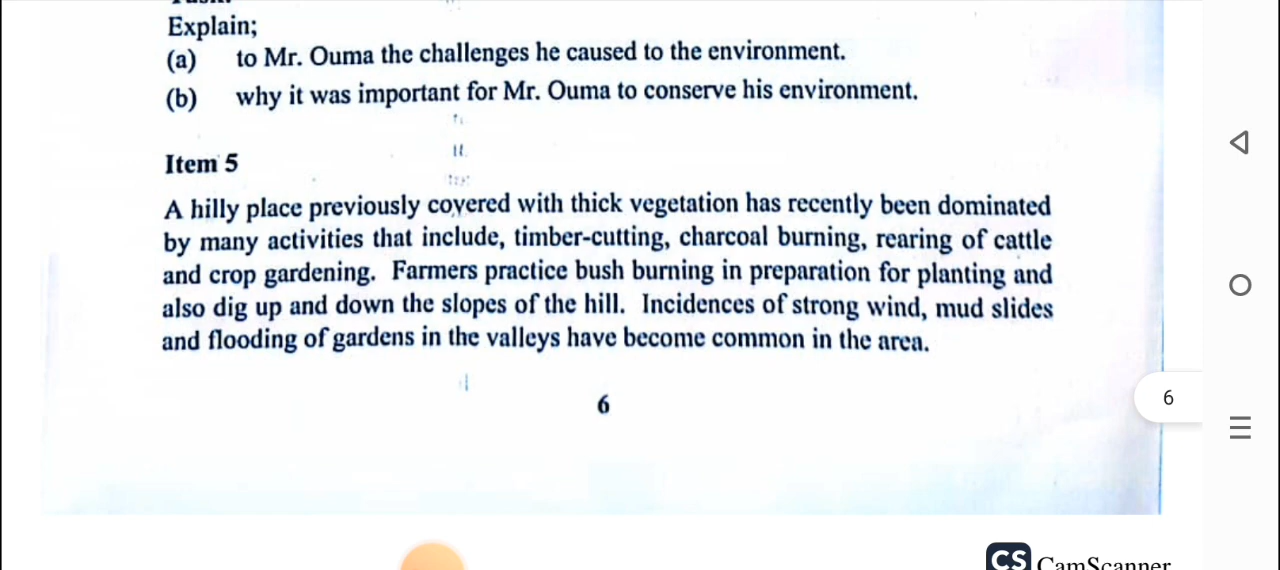 Explain;
(a) to Mr. Ouma the challenges he caused to the environment.
(b) why it was important for Mr. Ouma to conserve his environment.
Item 5
A hilly place previously covered with thick vegetation has recently been dominated
by many activities that include, timber-cutting, charcoal burning, rearing of cattle
and crop gardening. Farmers practice bush burning in preparation for planting and
also dig up and down the slopes of the hill. Incidences of strong wind, mud slides
and flooding of gardens in the valleys have become common in the area.
6
6
CS CamScanner